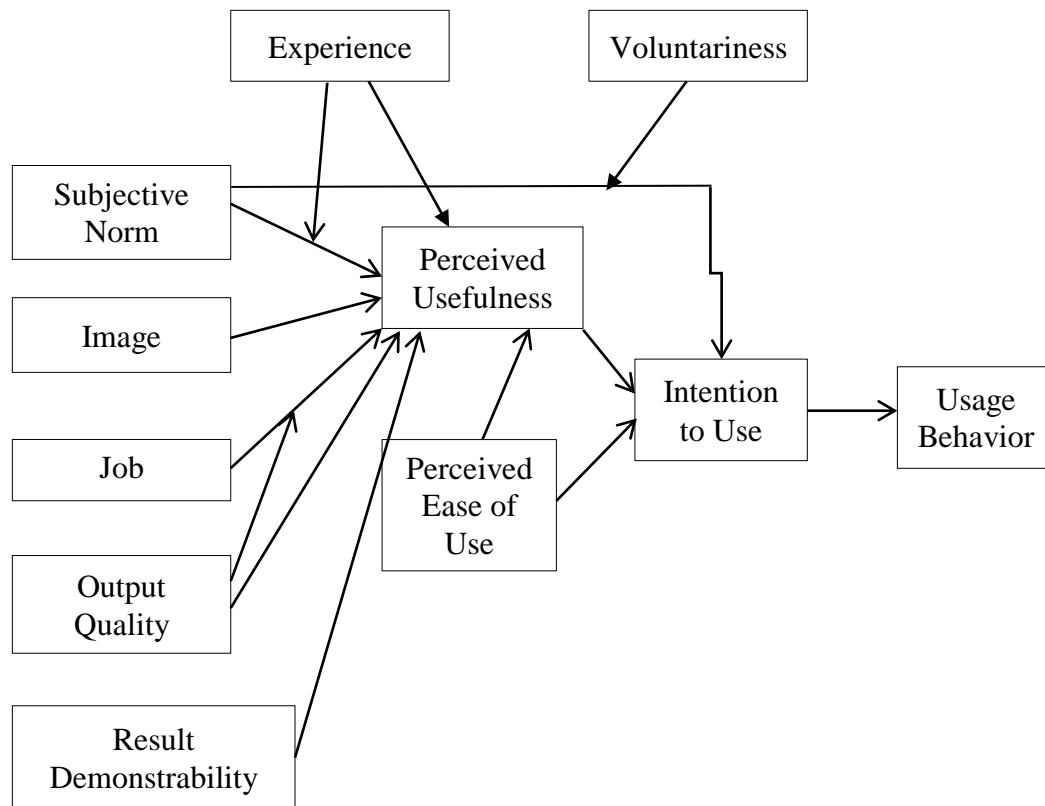 Experience
Voluntariness
Subjective
Norm
Perceived
Usefulness
Image
Intention
to Use
Usage
Behavior
Job
Perceived
Ease of
Use
Output
Quality
Result
Demonstrability